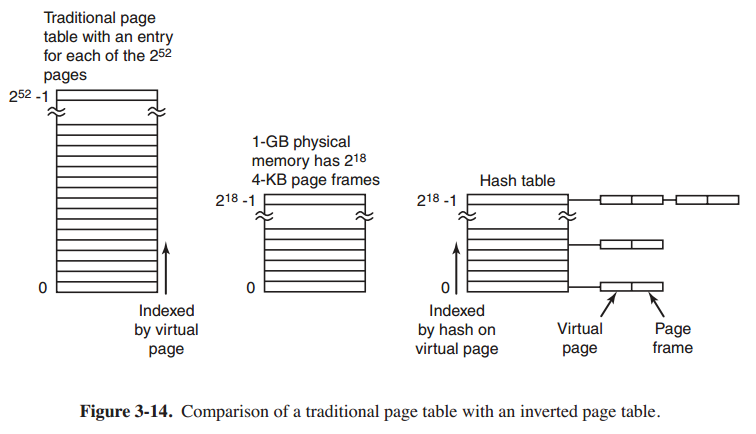 Traditional page
table with an entry
for each of the 2^52
pages
2^52 -1
0
Indexed
by virtual
page
1-GB physical
memory has 2^18
4-KB page frames
2^18 -1
0
Hash table
2^18 -1
0
Indexed
by hash on
virtual page
Virtual
page
Page
frame
Figure 3-14. Comparison of a traditional page table with an inverted page table.